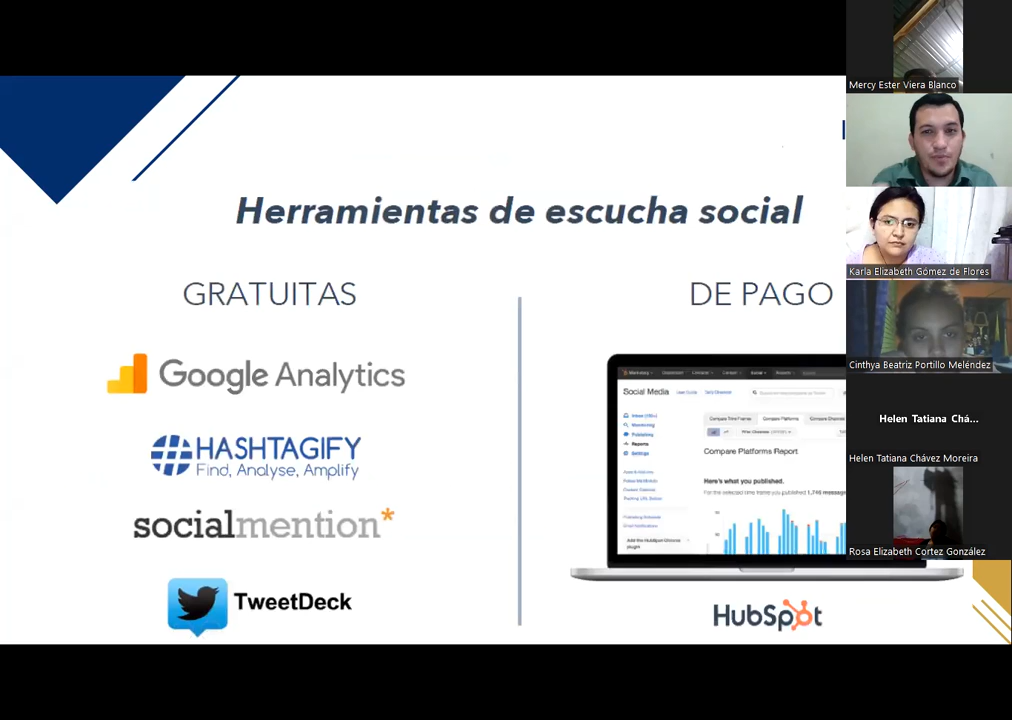 Herramientas de escucha social
GRATUITAS
Google Analytics
HASHTAGIFY
Find, Analyse, Amplify
socialmention*
TweetDeck
DE PAGO
Social Media
Compare Platforms Report
Here's what you published.
HubSpot
Mercy Ester Viera Blanco
Karla Elizabeth Gómez de Flores
Cinthya Beatriz Portillo Meléndez
Helen Tatiana Chá...
Helen Tatiana Chávez Moreira
Rosa Elizabeth Cortez González